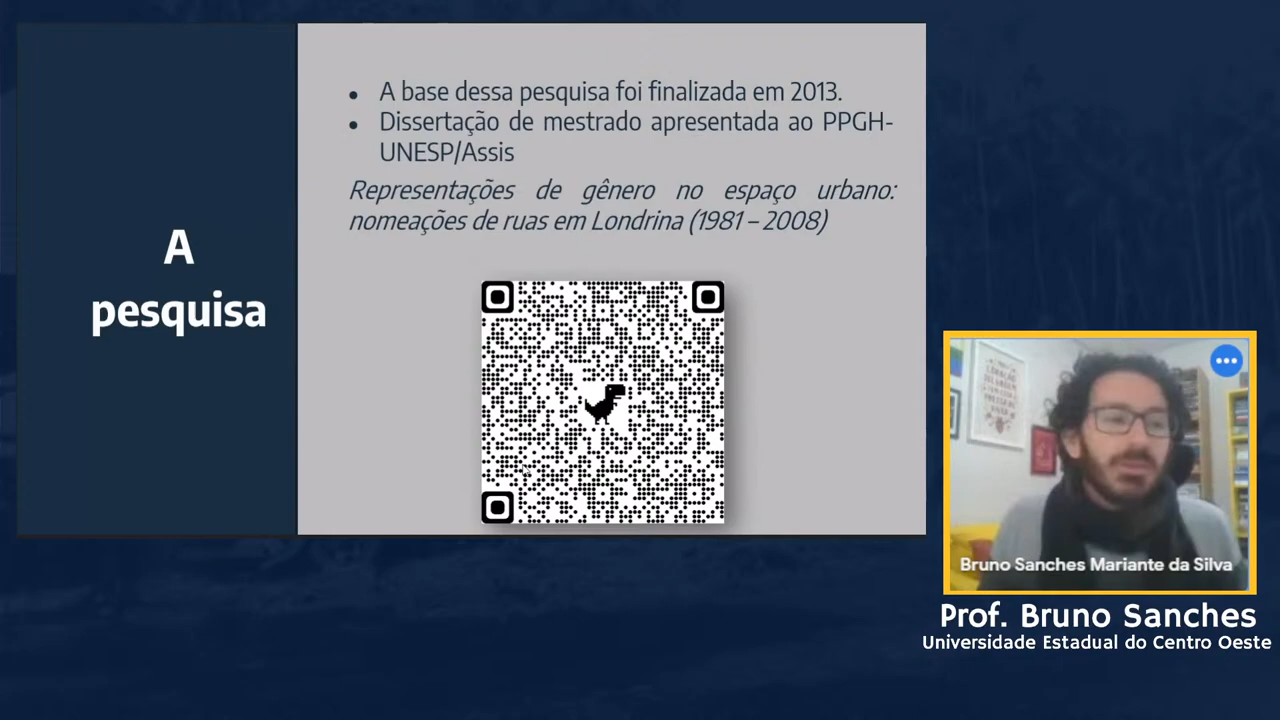 A
pesquisa
• A base dessa pesquisa foi finalizada em 2013.
• Dissertação de mestrado apresentada ao PPGH-
UNESP/Assis
Representações de gênero no espaço urbano:
nomeações de ruas em Londrina (1981 – 2008)
Bruno Sanches Mariante da Silva
Prof. Bruno Sanches
Universidade Estadual do Centro Oeste